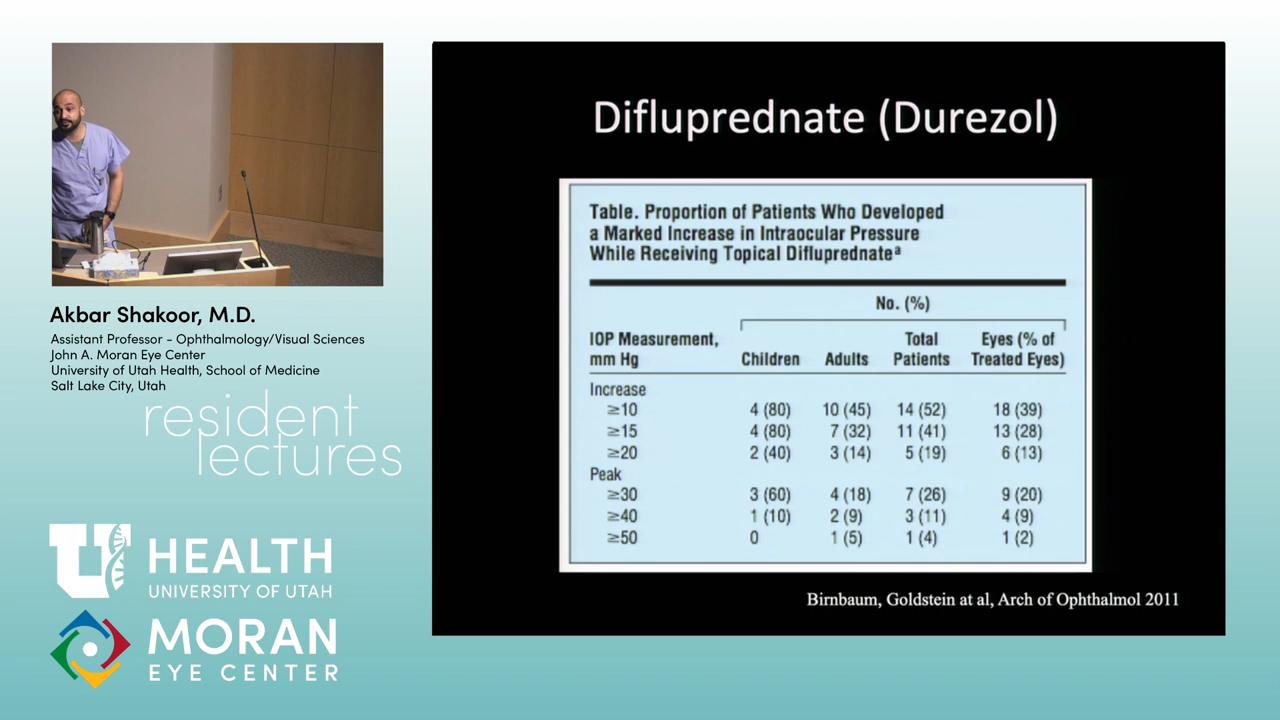 Akbar Shakoor, M.D.
Assistant Professor - Ophthalmology/Visual Sciences
John A. Moran Eye Center
University of Utah Health, School of Medicine
Salt Lake City, Utah
resident
lectures
U
HEALTH
UNIVERSITY OF UTAH
MORAN
EYE CENTER
Difluprednate (Durezol)
Table. Proportion of Patients Who Developed
a Marked Increase in Intraocular Pressure
While Receiving Topical Difluprednateᵃ
No. (%)
IOP Measurement, mm Hg Children Adults Total Patients Eyes (% of Treated Eyes)
Increase
≥10 4 (80) 10 (45) 14 (52) 18 (39)
≥15 4 (80) 7 (32) 11 (41) 13 (28)
≥20 2 (40) 3 (14) 5 (19) 6 (13)
Peak
≥30 3 (60) 4 (18) 7 (26) 9 (20)
≥40 1 (10) 2 (9) 3 (11) 4 (9)
≥50 0 1 (5) 1 (4) 1 (2)
Birnbaum, Goldstein at al, Arch of Ophthalmol 2011